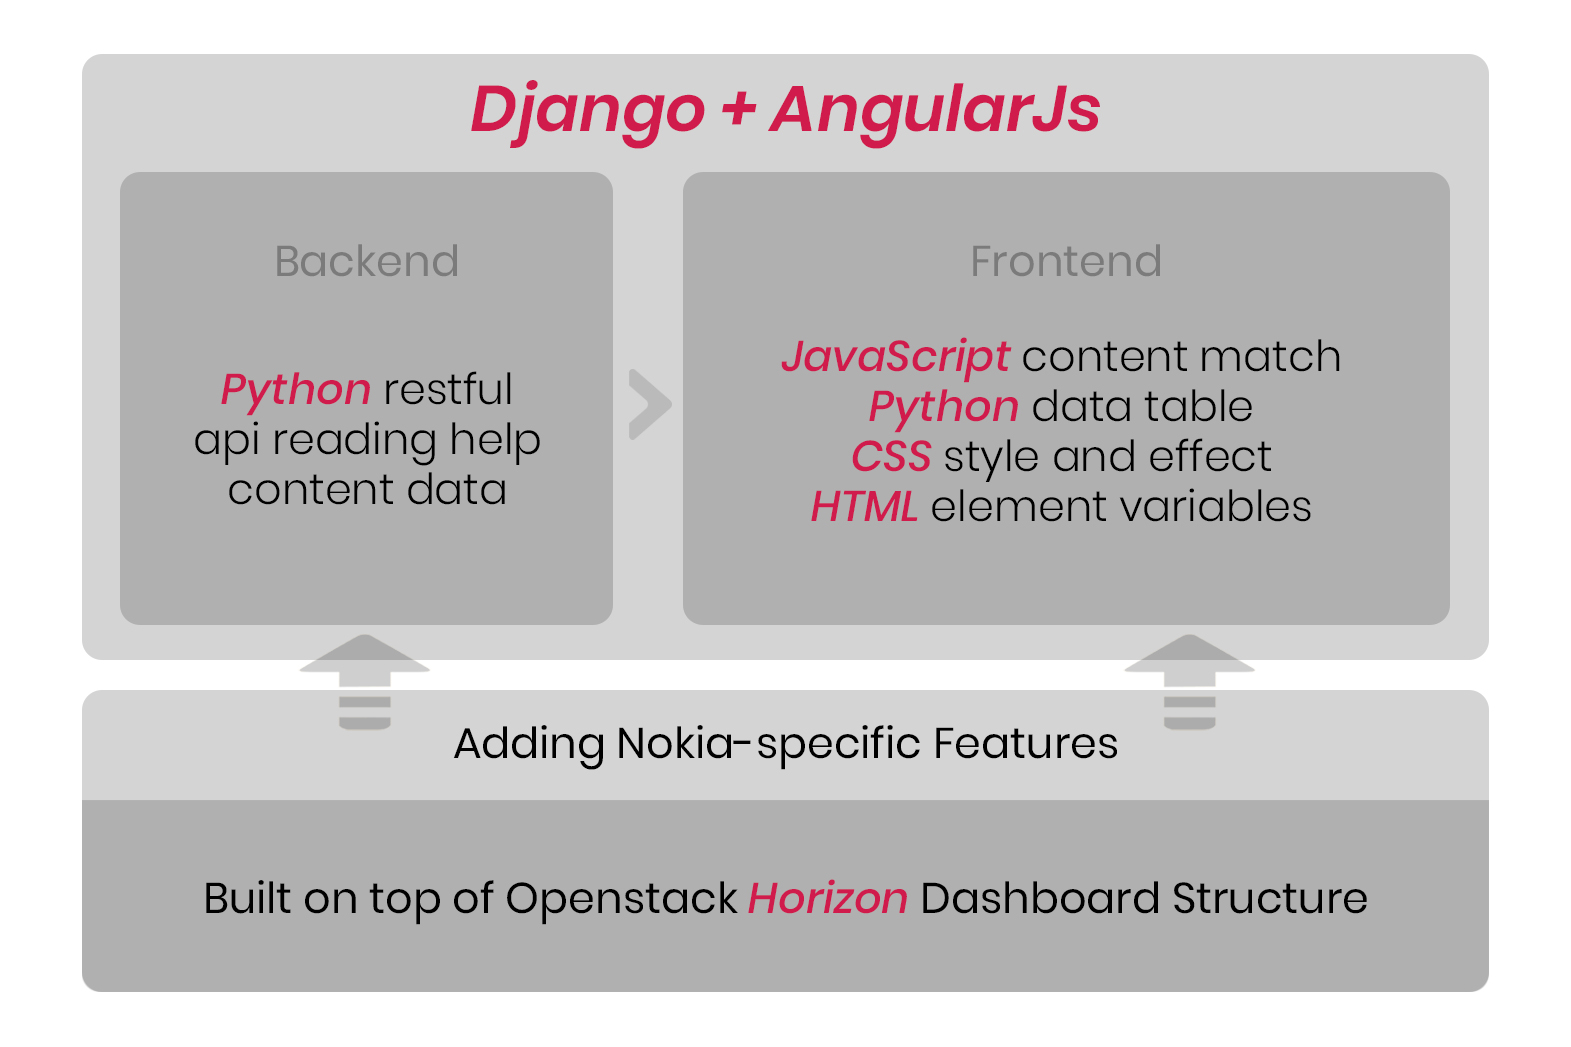 Django + AngularJs
Backend
Python restful
api reading help
content data
Frontend
JavaScript content match
Python data table
CSS style and effect
HTML element variables
Adding Nokia-specific Features
Built on top of Openstack Horizon Dashboard Structure